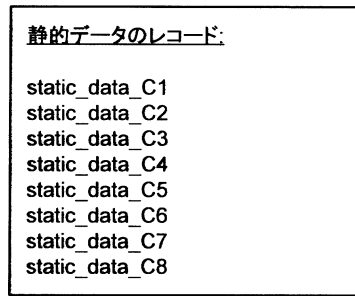 静的データのレコード:
static_data_C1
static_data_C2
static_data_C3
static_data_C4
static_data_C5
static_data_C6
static_data_C7
static_data_C8